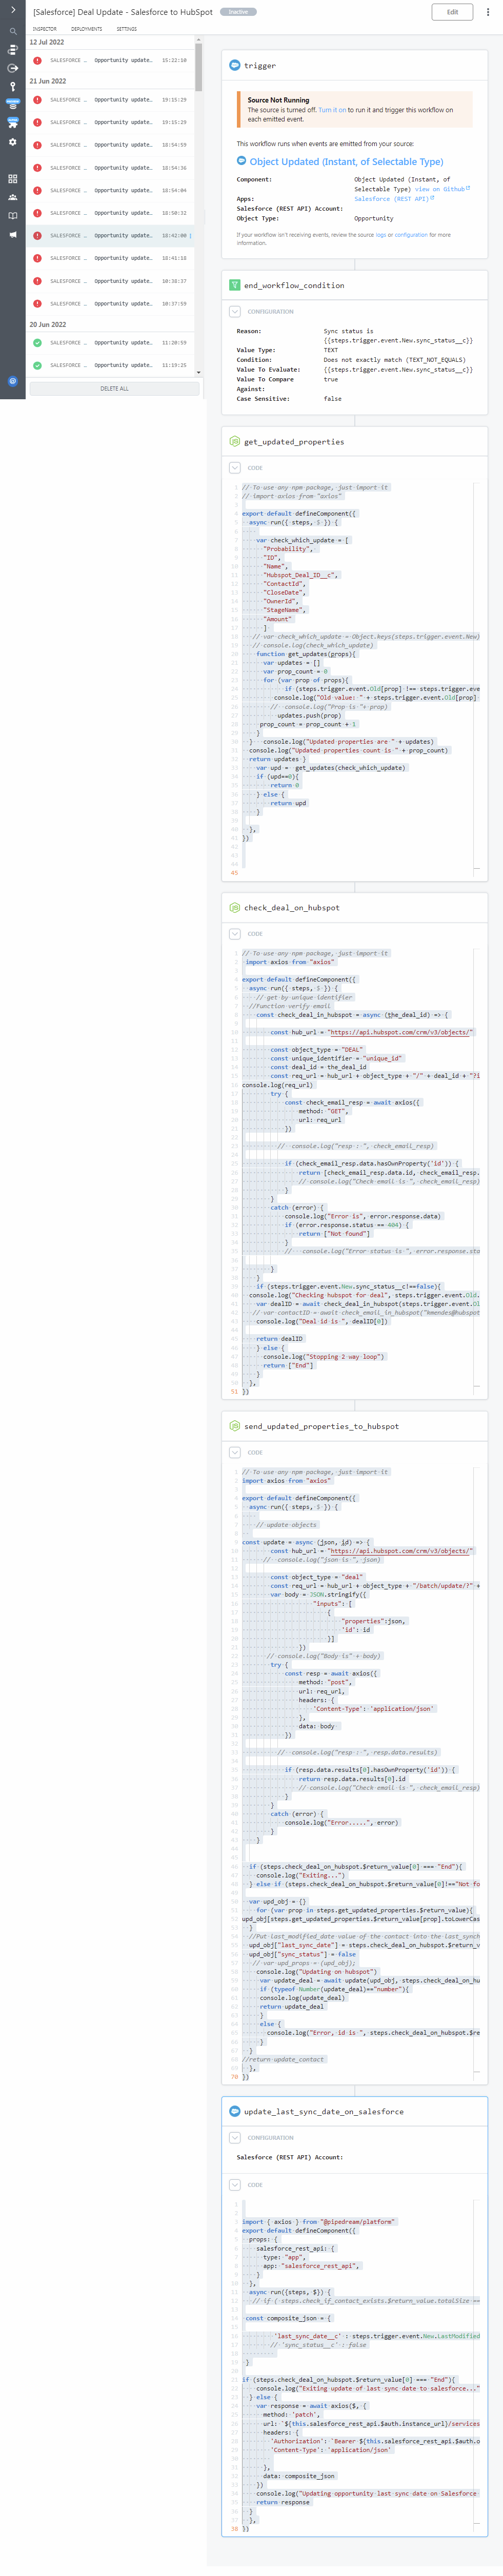 [Salesforce] Deal Update - Salesforce to HubSpot
Inactive
Edit
INSPECTOR DEPLOYMENTS SETTINGS
12 Jul 2022
SALESFORCE … Opportunity update… 15:22:10
21 Jun 2022
SALESFORCE … Opportunity update… 19:15:29
SALESFORCE … Opportunity update… 19:15:29
SALESFORCE … Opportunity update… 18:54:59
SALESFORCE … Opportunity update… 18:54:36
SALESFORCE … Opportunity update… 18:54:04
SALESFORCE … Opportunity update… 18:50:32
SALESFORCE … Opportunity update… 18:42:00
SALESFORCE … Opportunity update… 18:41:18
SALESFORCE … Opportunity update… 10:38:37
SALESFORCE … Opportunity update… 10:37:59
20 Jun 2022
SALESFORCE … Opportunity update… 11:20:59
SALESFORCE … Opportunity update… 11:19:25
DELETE ALL
trigger
Source Not Running
The source is turned off. Turn it on to run it and trigger this workflow on
each emitted event.
This workflow runs when events are emitted from your source:
Object Updated (Instant, of Selectable Type)
Component: Object Updated (Instant, of
Selectable Type) view on Github
Apps: Salesforce (REST API)
Salesforce (REST API) Account:
Object Type: Opportunity
If your workflow isn't receiving events, review the source logs or configuration for more
information.
end_workflow_condition
CONFIGURATION
Reason: Sync status is
{{steps.trigger.event.New.sync_status__c}}
Value Type: TEXT
Condition: Does not exactly match (TEXT_NOT_EQUALS)
Value To Evaluate: {{steps.trigger.event.New.sync_status__c}}
Value To Compare true
Against:
Case Sensitive: false
get_updated_properties
CODE
// To use any npm package, just import it
// import axios from "axios"
export default defineComponent({
async run({ steps, $ }) {
var check_which_update = [
"Probability",
"ID",
"Name",
"Hubspot_Deal_ID__c",
"ContactId",
"CloseDate",
"OwnerId",
"StageName",
"Amount"
]
// var check_which_update = Object.keys(steps.trigger.event.New)
// console.log(check_which_update)
function get_updates(props){
var updates = []
var prop_count = 0
for (var prop of props){
if (steps.trigger.event.Old[prop] !== steps.trigger.eve
console.log("Old value: " + steps.trigger.event.Old[prop]
// console.log("Prop is "+ prop)
updates.push(prop)
prop_count = prop_count + 1
}
} console.log("Updated properties are " + updates)
console.log("Updated properties count is " + prop_count)
return updates }
var upd = get_updates(check_which_update)
if (upd==0){
return 0
} else {
return upd
}
},
})
45
check_deal_on_hubspot
CODE
// To use any npm package, just import it
import axios from "axios"
export default defineComponent({
async run({ steps, $ }) {
// get by unique identifier
//Function verify email
const check_deal_in_hubspot = async (the_deal_id) => {
const hub_url = "https://api.hubspot.com/crm/v3/objects/"
const object_type = "DEAL"
const unique_identifier = "unique_id"
const deal_id = the_deal_id
const req_url = hub_url + object_type + "/" + deal_id + "?i
console.log(req_url)
try {
const check_email_resp = await axios({
method: "GET",
url: req_url
})
// console.log("resp : ", check_email_resp)
if (check_email_resp.data.hasOwnProperty('id')) {
return [check_email_resp.data.id, check_email_resp.
// console.log("Check email is ", check_email_resp)
}
}
catch (error) {
console.log("Error is", error.response.data)
if (error.response.status == 404) {
return ["Not found"]
}
// console.log("Error status is ", error.response.sta
}
}
if (steps.trigger.event.New.sync_status__c!==false){
console.log("Checking hubspot for deal", steps.trigger.event.Old.
var dealID = await check_deal_in_hubspot(steps.trigger.event.Ol
// var contactID = await check_email_in_hubspot("kmendes@hubspot
console.log("Deal id is ", dealID[0])
return dealID
} else {
console.log("Stopping 2 way loop")
return ["End"]
}
},
51 })
send_updated_properties_to_hubspot
CODE
// To use any npm package, just import it
import axios from "axios"
export default defineComponent({
async run({ steps, $ }) {
// update objects
const update = async (json, id) => {
const hub_url = "https://api.hubspot.com/crm/v3/objects/"
// console.log("json is ", json)
const object_type = "deal"
const req_url = hub_url + object_type + "/batch/update/?" +
var body = JSON.stringify({
"inputs": [
{
"properties":json,
'id': id
}]
})
// console.log("Body is" + body)
try {
const resp = await axios({
method: "post",
url: req_url,
headers: {
'Content-Type': 'application/json'
},
data: body
})
// console.log("resp : ", resp.data.results)
if (resp.data.results[0].hasOwnProperty('id')) {
return resp.data.results[0].id
// console.log("Check email is ", check_email_resp)
}
}
catch (error) {
console.log("Error.....", error)
}
}
if (steps.check_deal_on_hubspot.$return_value[0] === "End"){
console.log("Exiting...")
} else if (steps.check_deal_on_hubspot.$return_value[0]!=="Not fo
var upd_obj = {}
for (var prop in steps.get_updated_properties.$return_value){
upd_obj[steps.get_updated_properties.$return_value[prop].toLowerCas
}
//Put last_modified_date value of the contact into the last_synch
upd_obj["last_sync_date"] = steps.check_deal_on_hubspot.$return_v
upd_obj["sync_status"] = false
// var upd_props = (upd_obj);
console.log("Updating on hubspot")
var update_deal = await update(upd_obj, steps.check_deal_on_hu
if (typeof Number(update_deal)=="number"){
console.log(update_deal)
return update_deal
}
else {
console.log("Error, id is ", steps.check_deal_on_hubspot.$re
}
}
//return update_contact
},
70 })
update_last_sync_date_on_salesforce
CONFIGURATION
Salesforce (REST API) Account:
CODE
import { axios } from "@pipedream/platform"
export default defineComponent({
props: {
salesforce_rest_api: {
type: "app",
app: "salesforce_rest_api",
}
},
async run({steps, $}) {
// if ( steps.check_if_contact_exists.$return_value.totalSize ==
const composite_json = {
'last_sync_date__c' : steps.trigger.event.New.LastModified
// 'sync_status__c' : false
}
if (steps.check_deal_on_hubspot.$return_value[0] === "End"){
console.log("Exiting update of last sync date to salesforce..."
} else {
var response = await axios($, {
method: 'patch',
url: `${this.salesforce_rest_api.$auth.instance_url}/services
headers: {
'Authorization': `Bearer ${this.salesforce_rest_api.$auth.o
'Content-Type': 'application/json'
},
data: composite_json
})
console.log("Updating opportunity last sync date on Salesforce
return response
}
},
38 })